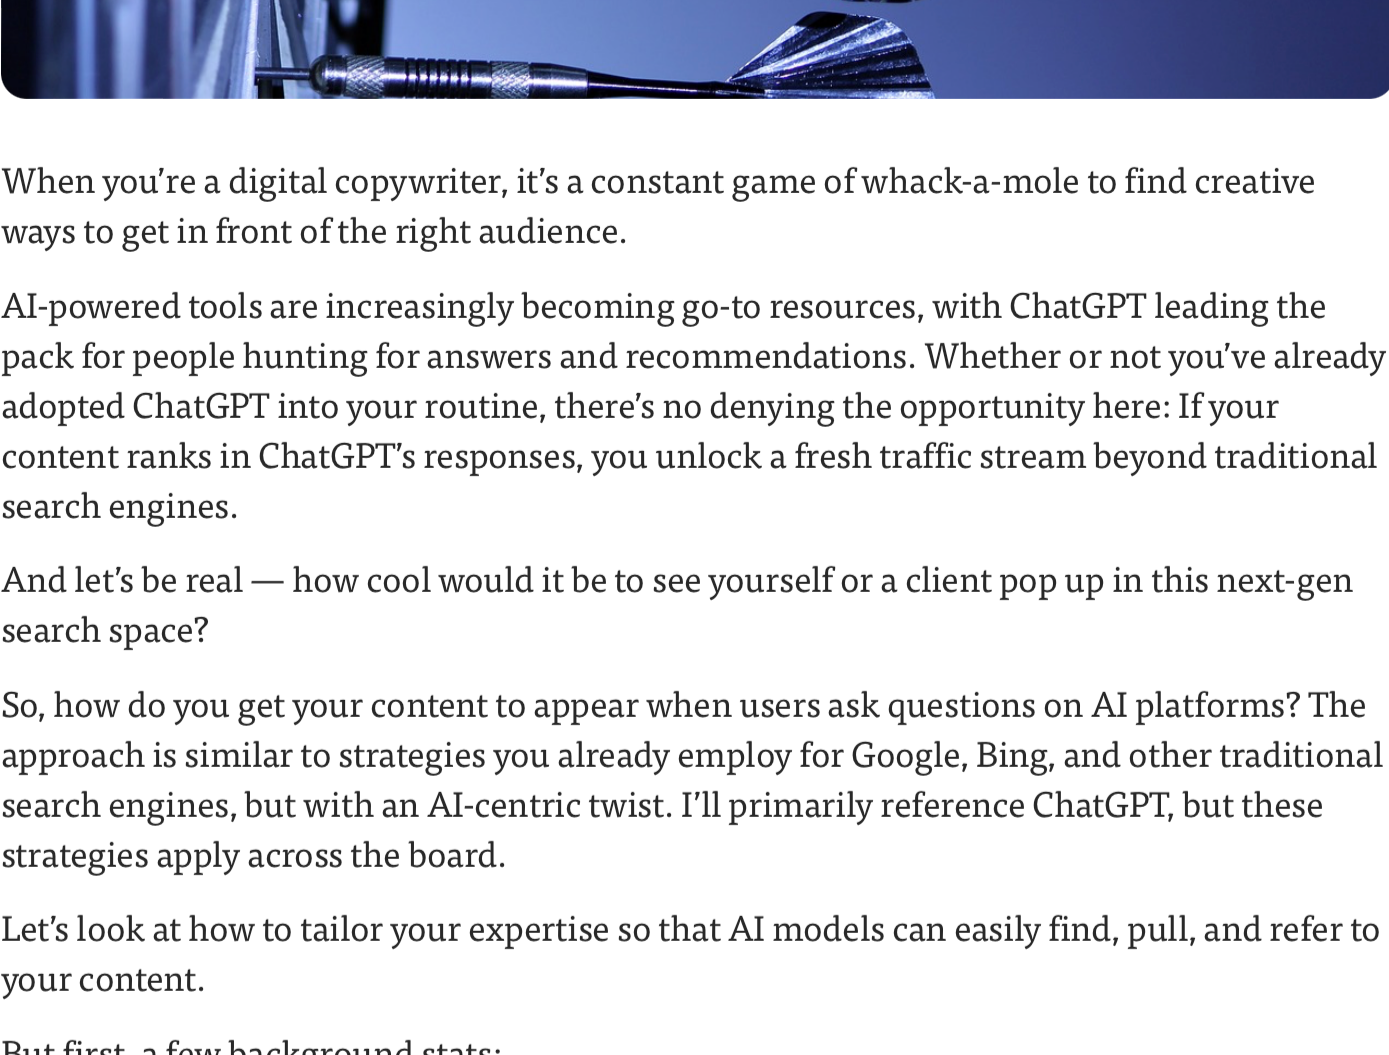 When you’re a digital copywriter, it’s a constant game of whack-a-mole to find creative
ways to get in front of the right audience.
AI-powered tools are increasingly becoming go-to resources, with ChatGPT leading the
pack for people hunting for answers and recommendations. Whether or not you’ve already
adopted ChatGPT into your routine, there’s no denying the opportunity here: If your
content ranks in ChatGPT’s responses, you unlock a fresh traffic stream beyond traditional
search engines.
And let’s be real — how cool would it be to see yourself or a client pop up in this next-gen
search space?
So, how do you get your content to appear when users ask questions on AI platforms? The
approach is similar to strategies you already employ for Google, Bing, and other traditional
search engines, but with an AI-centric twist. I’ll primarily reference ChatGPT, but these
strategies apply across the board.
Let’s look at how to tailor your expertise so that AI models can easily find, pull, and refer to
your content.
But first, a few background stats: